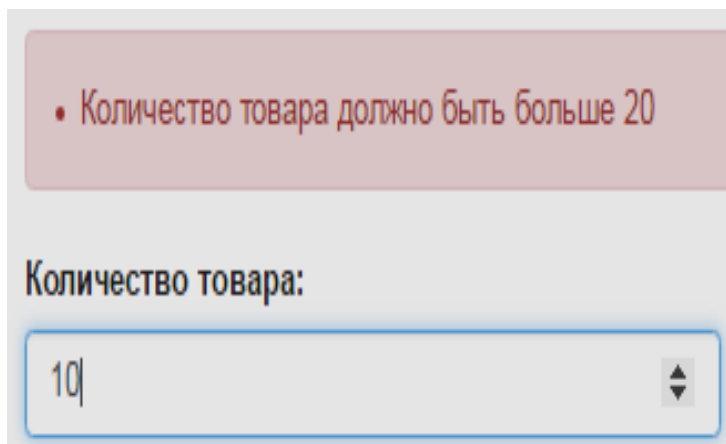 • Количество товара должно быть больше 20
Количество товара:
10